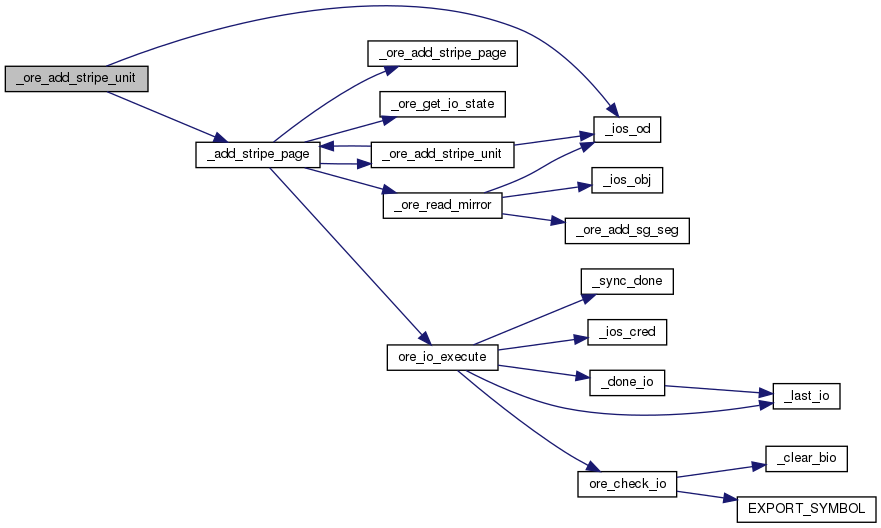 _ore_add_stripe_unit
_add_stripe_page
_ore_add_stripe_page
_ore_get_io_state
_ore_add_stripe_unit
_ore_read_mirror
_ios_od
_ios_obj
_ore_add_sg_seg
ore_io_execute
_sync_done
_ios_cred
_done_io
_last_io
ore_check_io
_clear_bio
EXPORT_SYMBOL